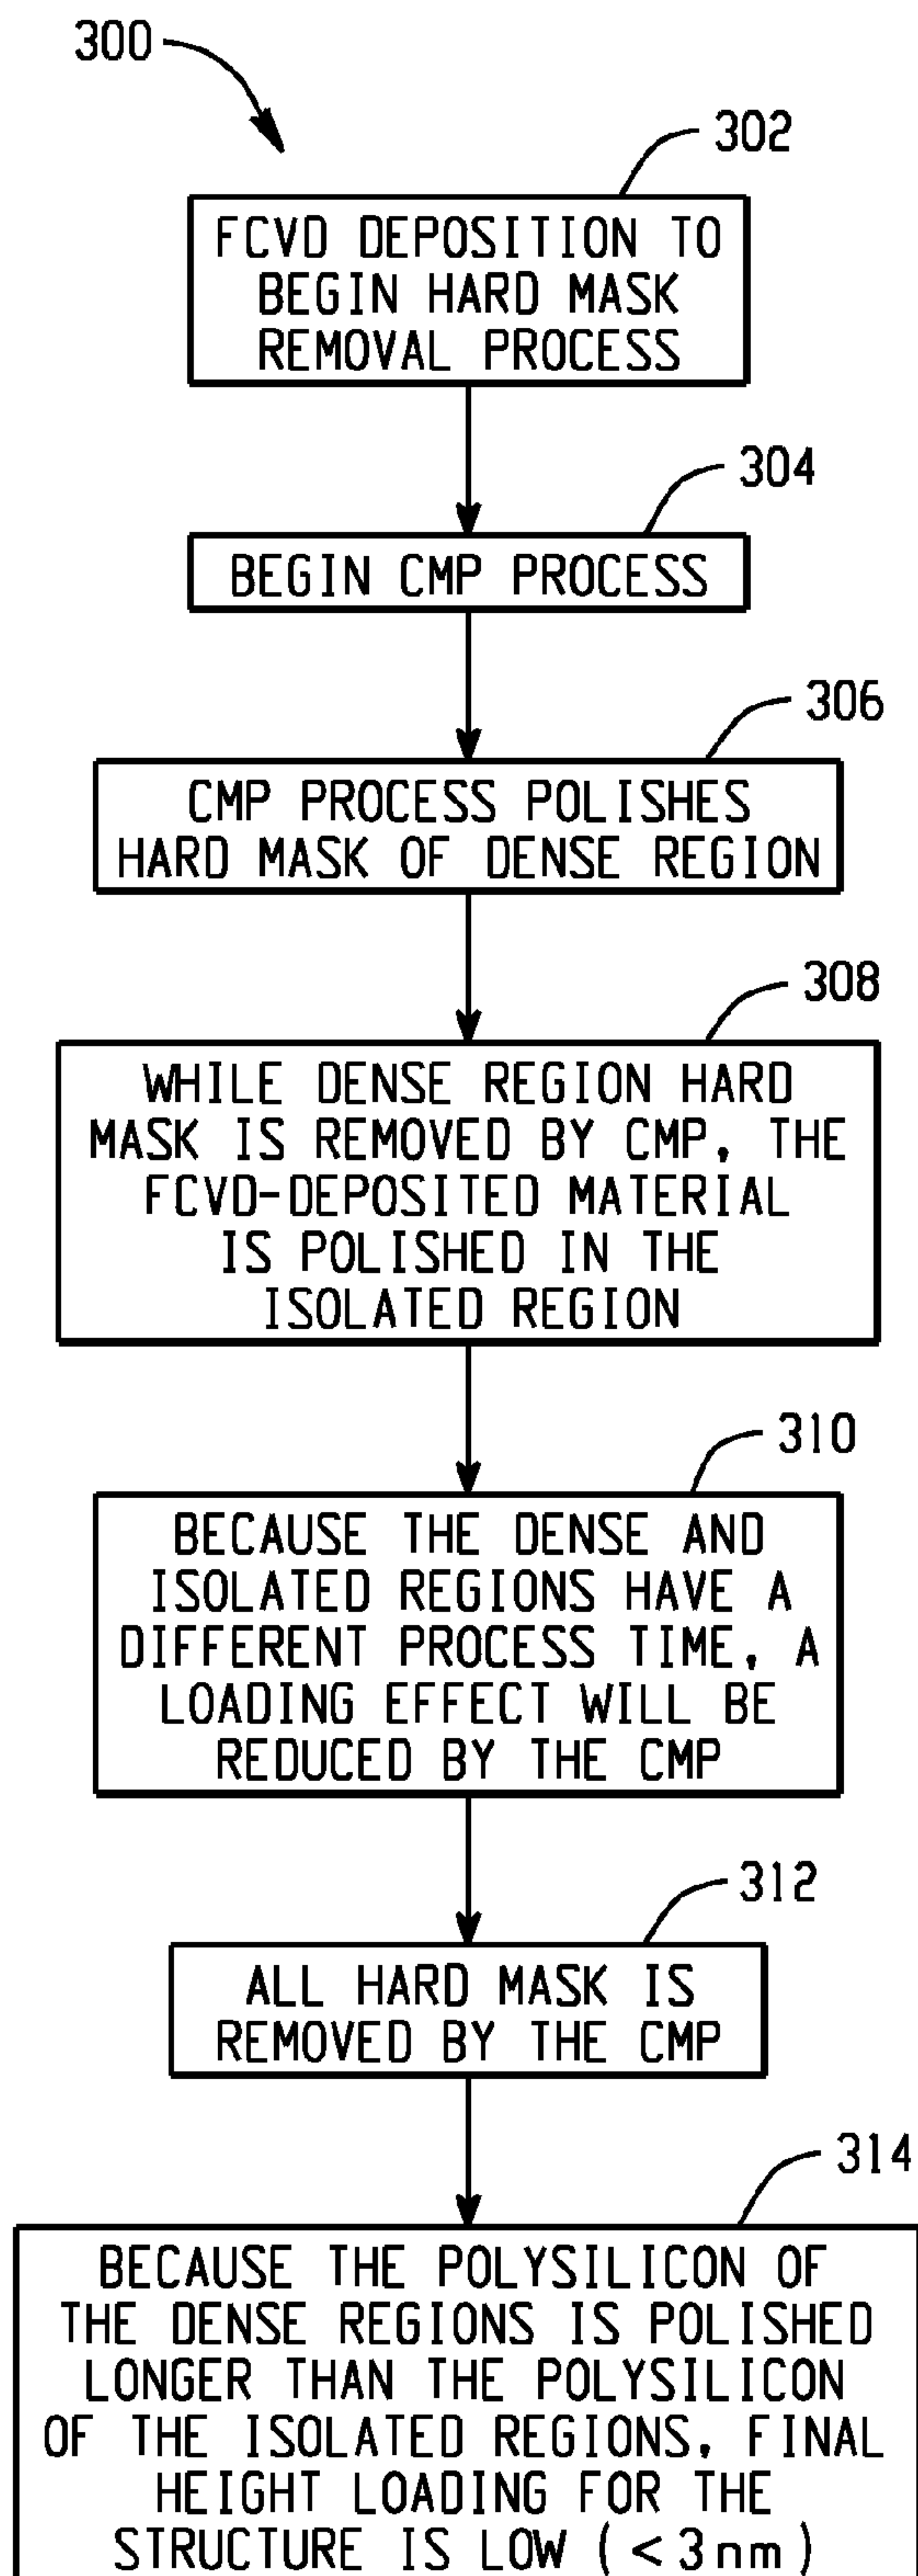 300
302
FCVD DEPOSITION TO
BEGIN HARD MASK
REMOVAL PROCESS
304
BEGIN CMP PROCESS
306
CMP PROCESS POLISHES
HARD MASK OF DENSE REGION
308
WHILE DENSE REGION HARD
MASK IS REMOVED BY CMP, THE
FCVD-DEPOSITED MATERIAL
IS POLISHED IN THE
ISOLATED REGION
310
BECAUSE THE DENSE AND
ISOLATED REGIONS HAVE A
DIFFERENT PROCESS TIME, A
LOADING EFFECT WILL BE
REDUCED BY THE CMP
312
ALL HARD MASK IS
REMOVED BY THE CMP
314
BECAUSE THE POLYSILICON OF
THE DENSE REGIONS IS POLISHED
LONGER THAN THE POLYSILICON
OF THE ISOLATED REGIONS, FINAL
HEIGHT LOADING FOR THE
STRUCTURE IS LOW (<3nm)